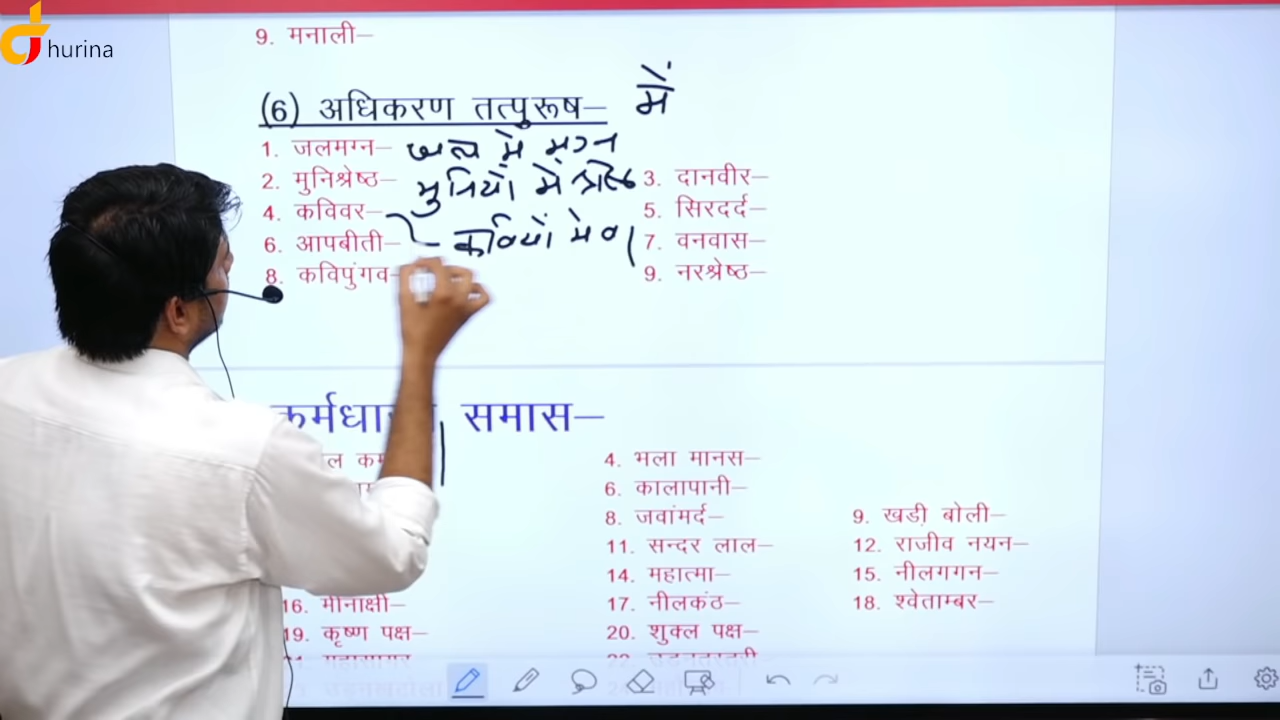 hurina
9. मनाली–
(6) अधिकरण तत्पुरूष– में
1. जलमग्न– जल में मग्न
2. मुनिश्रेष्ठ– मुनियों में श्रेष्ठ 3. दानवीर–
4. कविवर– 5. सिरदर्द–
6. आपबीती– कवियों मे व 7. वनवास–
8. कविपुंगव– 9. नरश्रेष्ठ–
समास–
4. भला मानस–
6. कालापानी–
8. जवांमर्द– 9. खड़ी बोली–
11. सन्दर लाल– 12. राजीव नयन–
14. महात्मा– 15. नीलगगन–
16. मीनाक्षी– 17. नीलकंठ– 18. श्वेताम्बर–
19. कृष्ण पक्ष– 20. शुक्ल पक्ष–